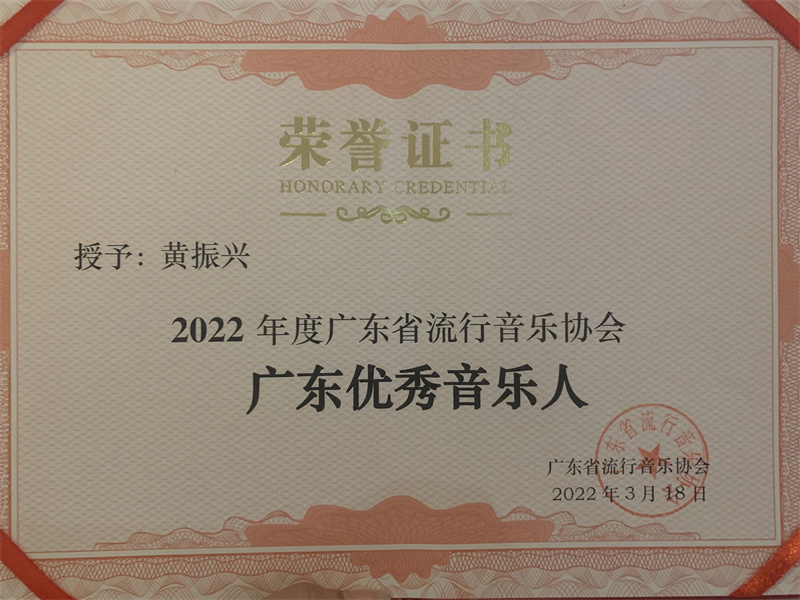 荣誉证书
HONORARY CREDENTIAL
授予：黄振兴
2022 年度广东省流行音乐协会
广东优秀音乐人
广东省流行音乐协会
2022 年 3 月 18 日